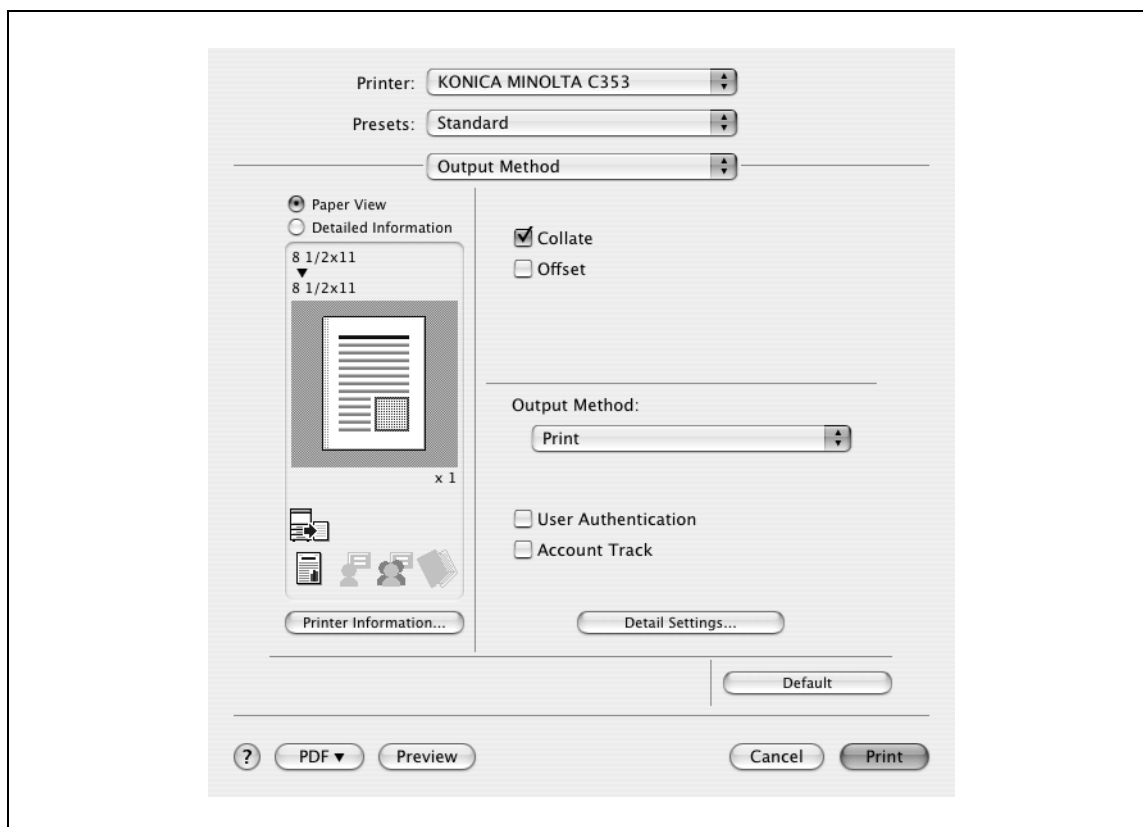 Printer: KONICA MINOLTA C353
Presets: Standard
Output Method
Paper View
Detailed Information
8 1/2x11
8 1/2x11
x 1
Printer Information...
Collate
Offset
Output Method:
Print
User Authentication
Account Track
Detail Settings...
Default
? PDF Preview Cancel Print